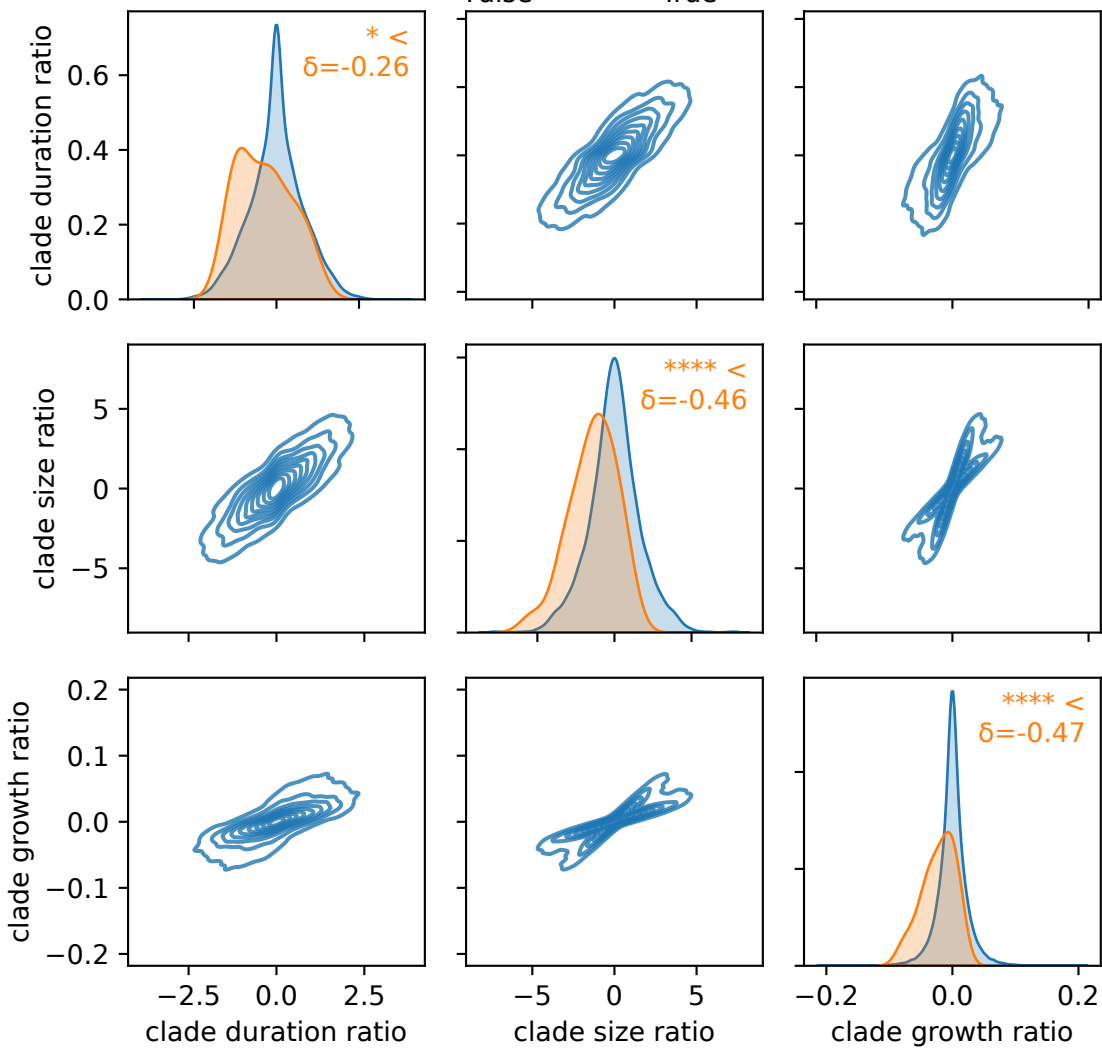 False True
clade duration ratio
0.6
0.4
0.2
0.0
* <
δ=-0.26
clade size ratio
5
0
−5
**** <
δ=-0.46
clade growth ratio
0.2
0.1
0.0
−0.1
−0.2
**** <
δ=-0.47
−2.5 0.0 2.5
−5 0 5
−0.2 0.0 0.2
clade duration ratio
clade size ratio
clade growth ratio